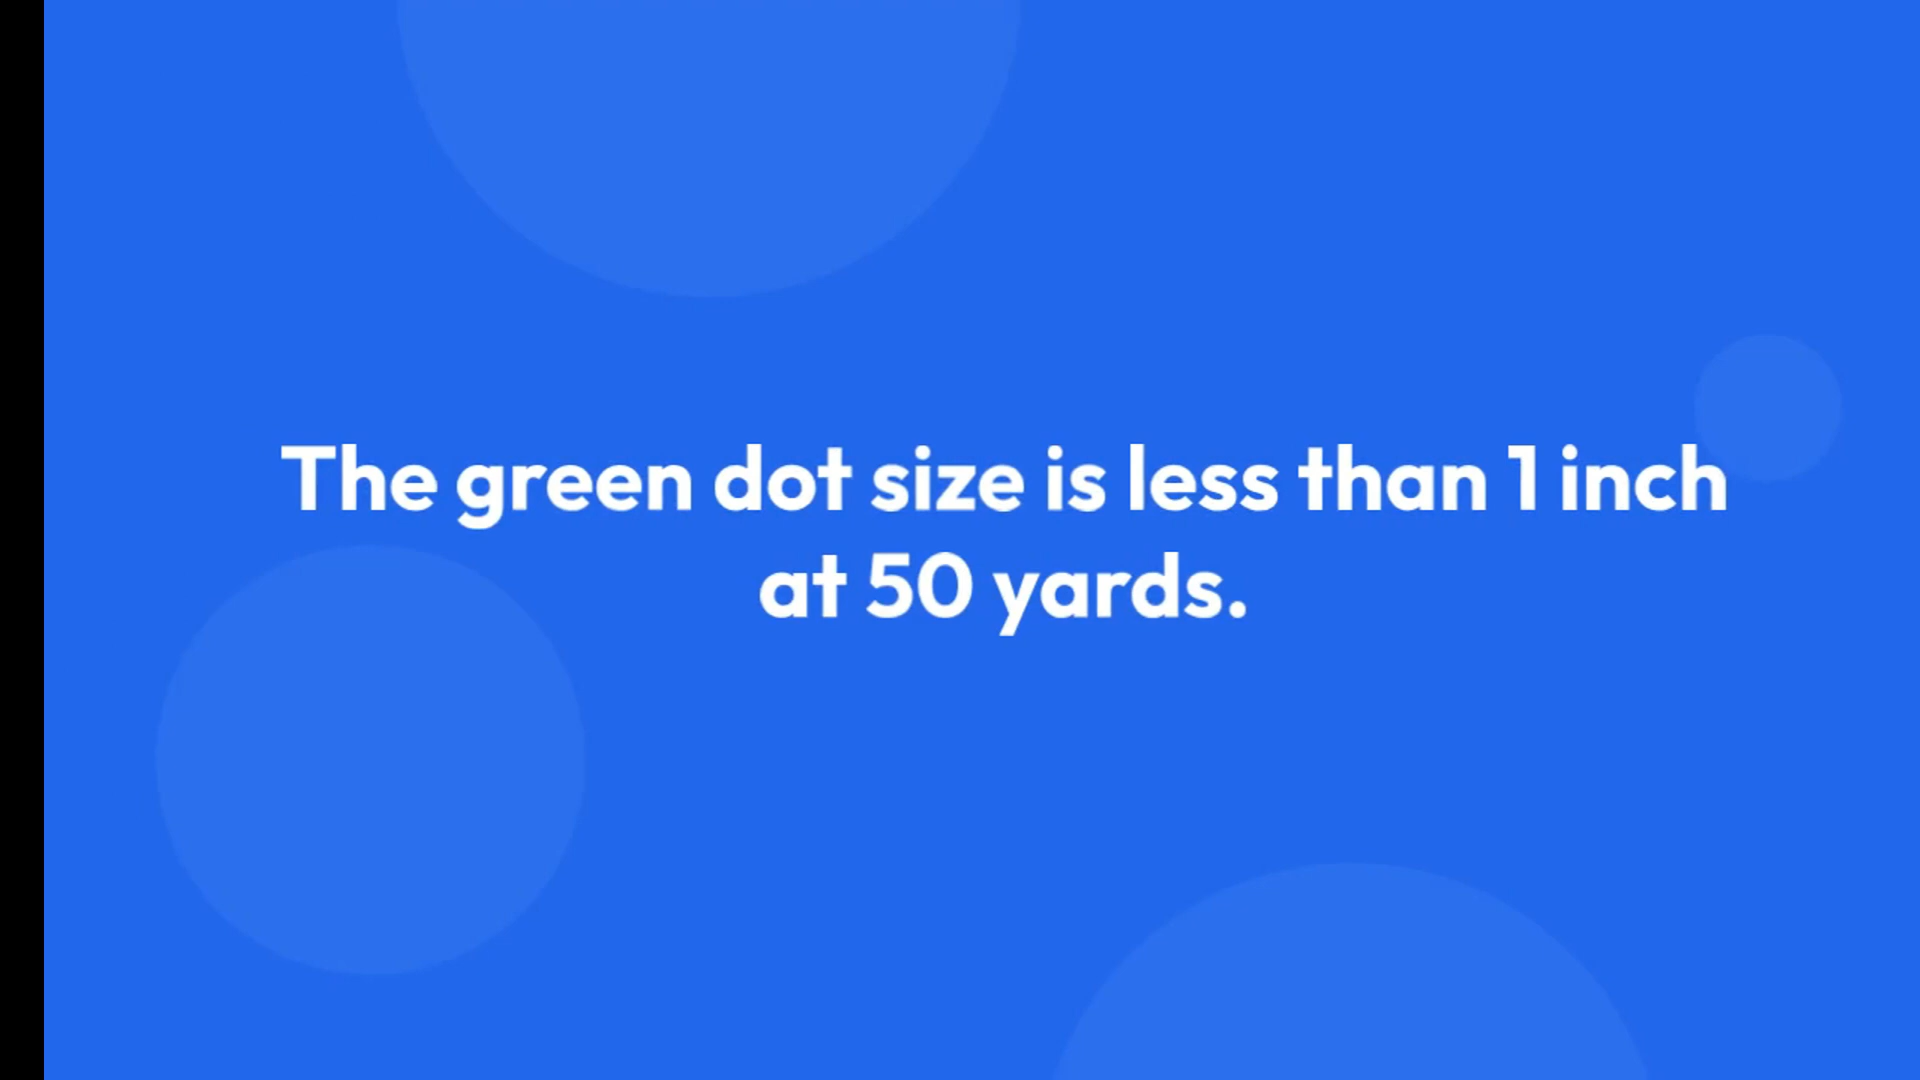 The green dot size is less than 1 inch
at 50 yards.